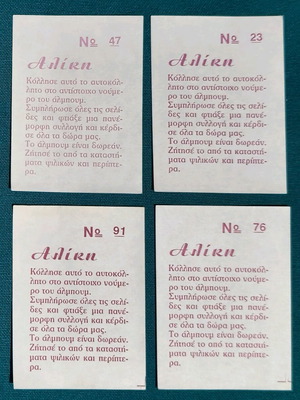 No 47
Αλίκη
Κόλλησε αυτό το αυτοκόλ-
λητο στο αντίστοιχο νούμε-
ρο του άλμπουμ.
Συμπλήρωσε όλες τις σελί-
δες και φτιάξε μια πανέ-
μορφη συλλογή και κέρδι-
σε όλα τα δώρα μας.
Το άλμπουμ είναι δωρεάν.
Ζήτησέ το από τα καταστή-
ματα ψιλικών και περίπτε-
ρα.
No 23
Αλίκη
Κόλλησε αυτό το αυτοκόλ-
λητο στο αντίστοιχο νούμε-
ρο του άλμπουμ.
Συμπλήρωσε όλες τις σελί-
δες και φτιάξε μια πανέ-
μορφη συλλογή και κέρδι-
σε όλα τα δώρα μας.
Το άλμπουμ είναι δωρεάν.
Ζήτησέ το από τα καταστή-
ματα ψιλικών και περίπτε-
ρα.
No 91
Αλίκη
Κόλλησε αυτό το αυτοκόλ-
λητο στο αντίστοιχο νούμε-
ρο του άλμπουμ.
Συμπλήρωσε όλες τις σελί-
δες και φτιάξε μια πανέ-
μορφη συλλογή και κέρδι-
σε όλα τα δώρα μας.
Το άλμπουμ είναι δωρεάν.
Ζήτησέ το από τα καταστή-
ματα ψιλικών και περίπτε-
ρα.
No 76
Αλίκη
Κόλλησε αυτό το αυτοκόλ-
λητο στο αντίστοιχο νούμε-
ρο του άλμπουμ.
Συμπλήρωσε όλες τις σελί-
δες και φτιάξε μια πανέ-
μορφη συλλογή και κέρδι-
σε όλα τα δώρα μας.
Το άλμπουμ είναι δωρεάν.
Ζήτησέ το από τα καταστή-
ματα ψιλικών και περίπτε-
ρα.